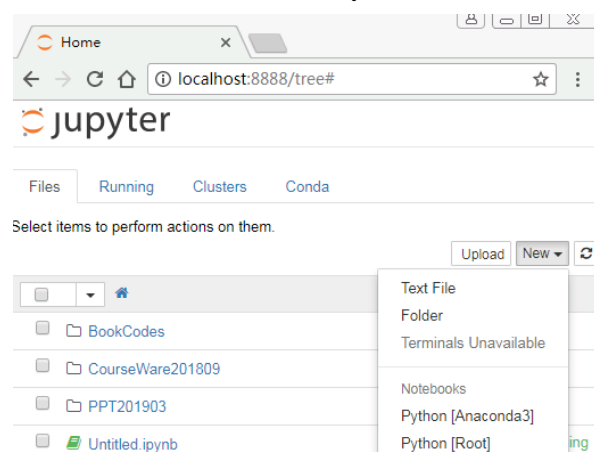 Home
localhost:8888/tree#
jupyter
Files Running Clusters Conda
Select items to perform actions on them.
Upload New
Text File
Folder
BookCodes
Terminals Unavailable
CourseWare201809
Notebooks
PPT201903
Python [Anaconda3]
Untitled.ipynb
Python [Root]
ing